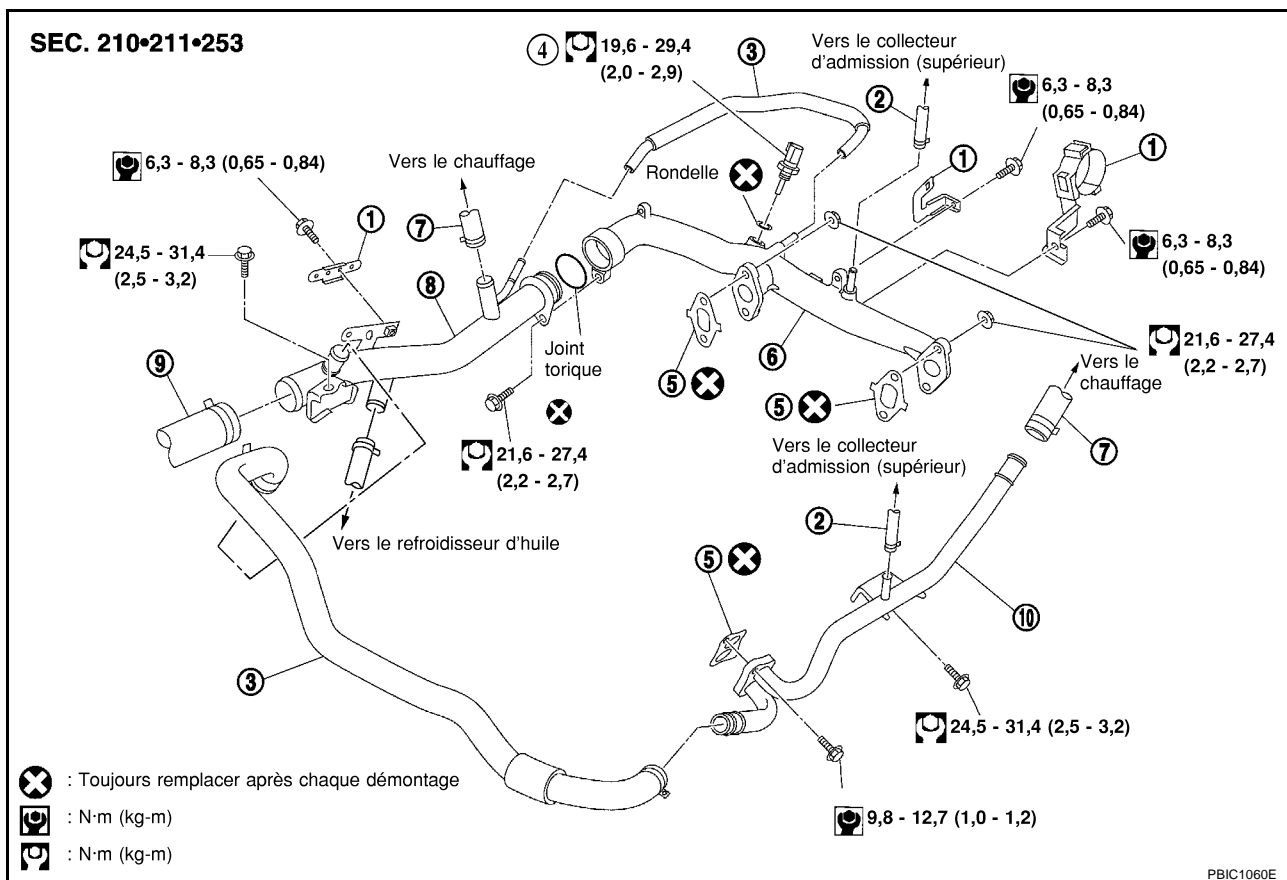 SEC. 210•211•253
④ 19,6 - 29,4
(2,0 - 2,9)
③
Vers le collecteur
d'admission (supérieur)
②
6,3 - 8,3
(0,65 - 0,84)
①
①
6,3 - 8,3 (0,65 - 0,84)
Vers le chauffage
Rondelle
⑦
①
24,5 - 31,4
(2,5 - 3,2)
⑧
6,3 - 8,3
(0,65 - 0,84)
⑨
Joint
torique
⑤
⑥
⑤
21,6 - 27,4
(2,2 - 2,7)
Vers le
chauffage
⑦
21,6 - 27,4
(2,2 - 2,7)
Vers le collecteur
d'admission (supérieur)
②
Vers le refroidisseur d'huile
⑤
⑩
③
24,5 - 31,4 (2,5 - 3,2)
9,8 - 12,7 (1,0 - 1,2)
: Toujours remplacer après chaque démontage
: N·m (kg-m)
: N·m (kg-m)
PBIC1060E